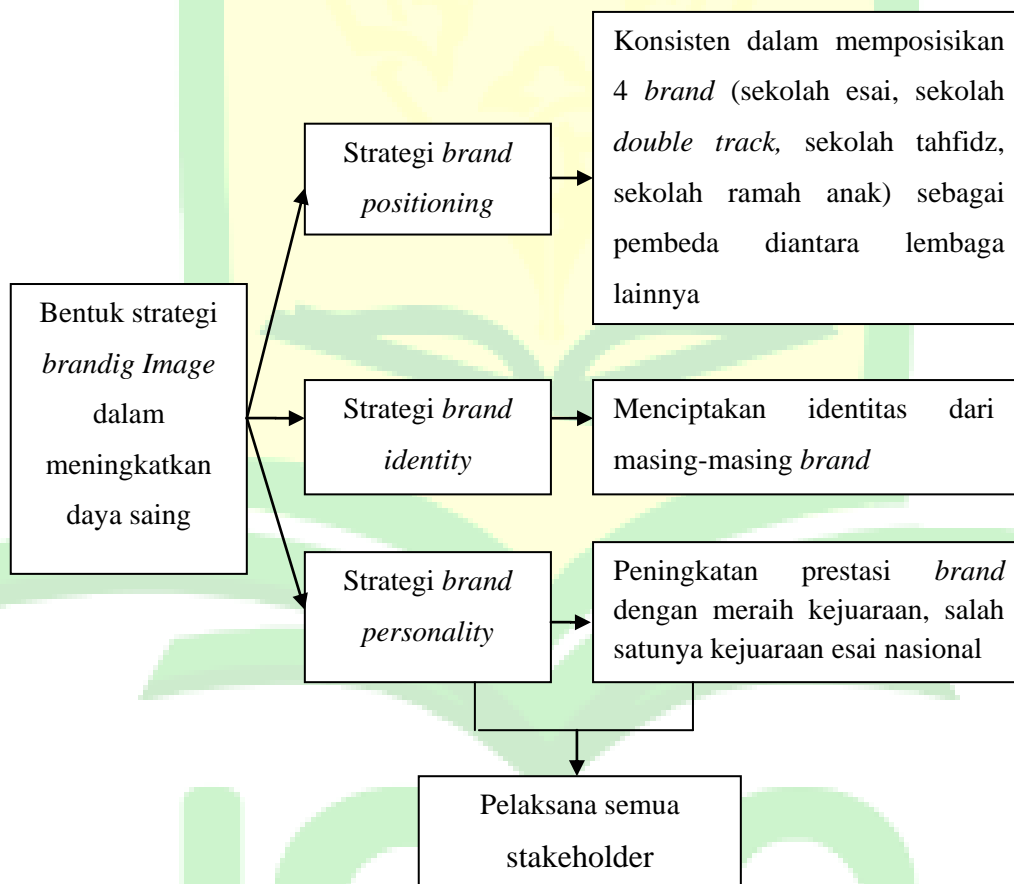 Konsisten dalam memposisikan
4 brand (sekolah esai, sekolah
double track, sekolah tahfidz,
sekolah ramah anak) sebagai
pembeda diantara lembaga
lainnya
Strategi brand
positioning
Bentuk strategi
brandig Image
dalam
meningkatkan
daya saing
Strategi brand
identity
Menciptakan identitas dari
masing-masing brand
Strategi brand
personality
Peningkatan prestasi brand
dengan meraih kejuaraan, salah
satunya kejuaraan esai nasional
Pelaksana semua
stakeholder